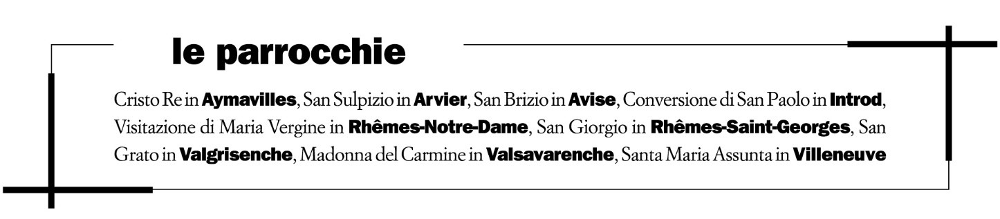 le parrocchie
Cristo Re in Aymavilles, San Sulpizio in Arvier, San Brizio in Avise, Conversione di San Paolo in Introd,
Visitazione di Maria Vergine in Rhêmes-Notre-Dame, San Giorgio in Rhêmes-Saint-Georges, San
Grato in Valgrisenche, Madonna del Carmine in Valsavarenche, Santa Maria Assunta in Villeneuve